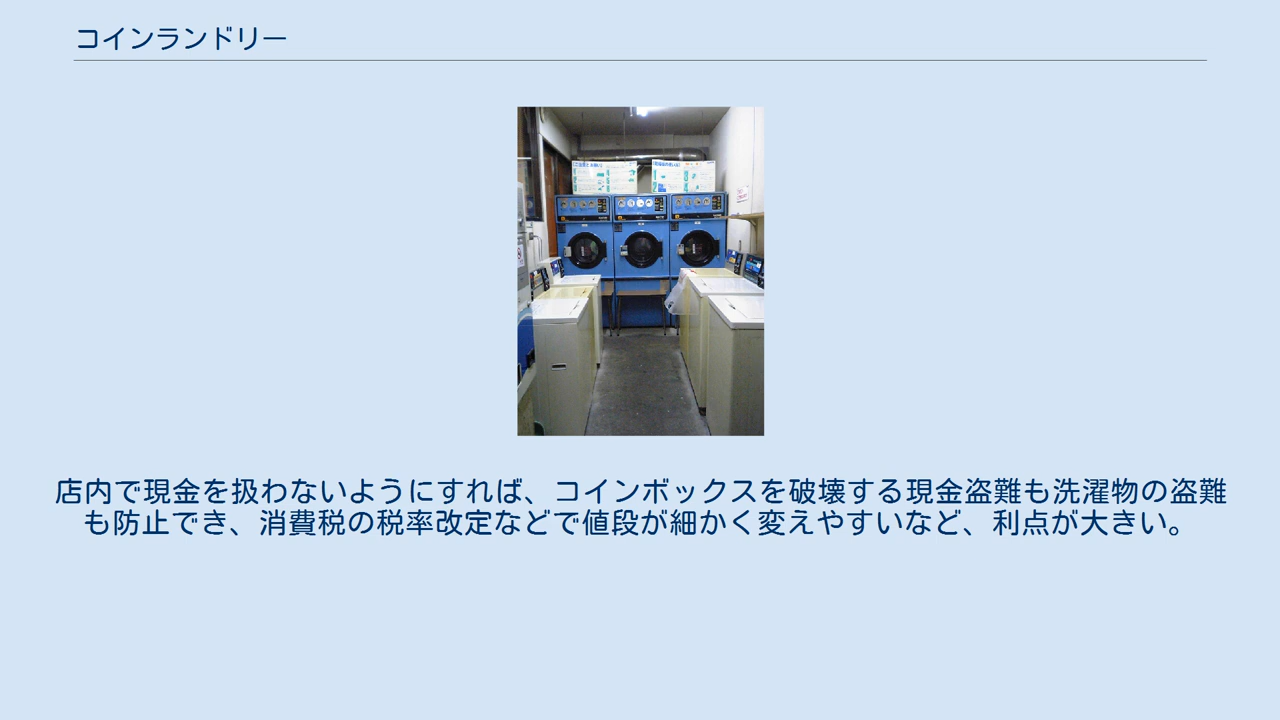 コインランドリー
店内で現金を扱わないようにすれば、コインボックスを破壊する現金盗難も洗濯物の盗難
も防止でき、消費税の税率改定などで値段が細かく変えやすいなど、利点が大きい。